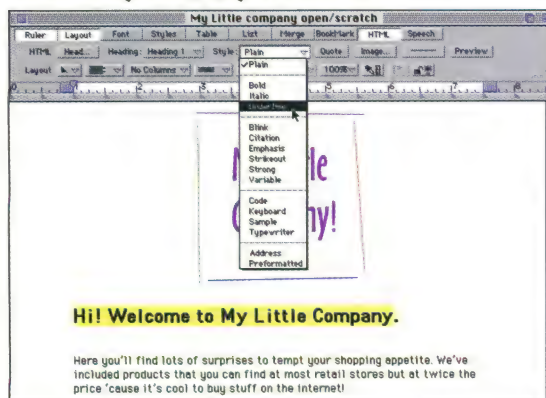 My Little company open/scratch
Ruler Layout Font Styles Table List Merge BookMark HTML Speech
HTML Head... Heading: Heading 1 Style: Plain Quote Image... Preview
Layout No Columns 100%
✓Plain
Bold
Italic
Underline
Blink
Citation
Emphasis
Strikeout
Strong
Variable
Code
Keyboard
Sample
Typewriter
Address
Preformatted
Hi! Welcome to My Little Company.
Here you'll find lots of surprises to tempt your shopping appetite. We've
included products that you can find at most retail stores but at twice the
price 'cause it's cool to buy stuff on the internet!